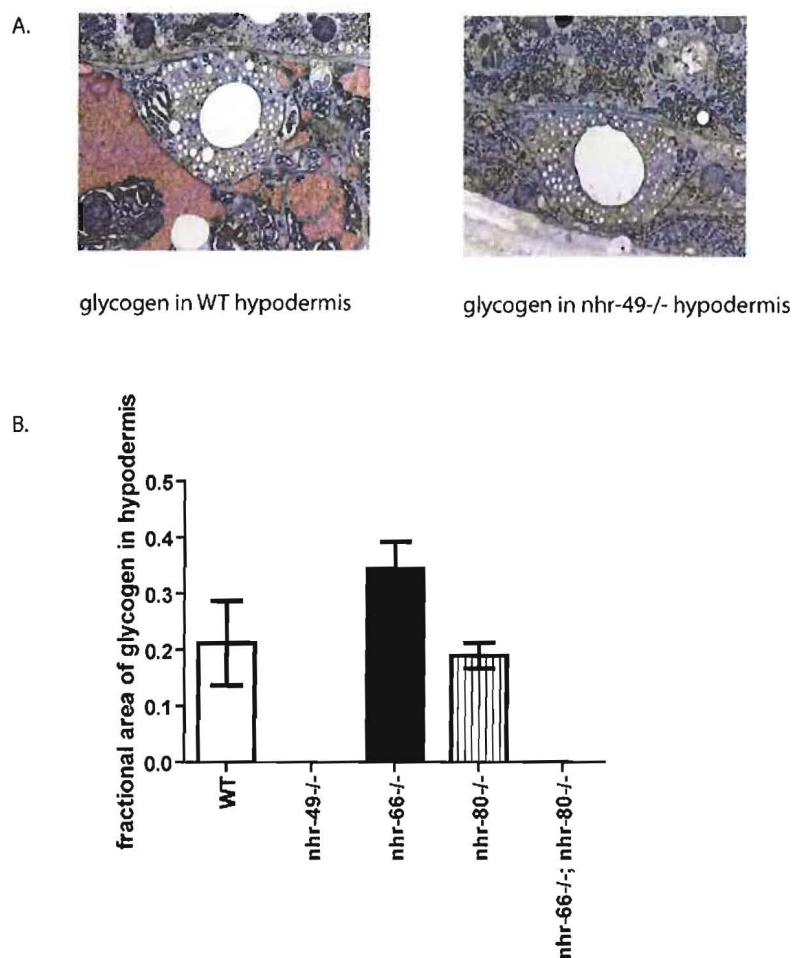 A.
glycogen in WT hypodermis
glycogen in nhr-49-/- hypodermis
B.
fractional area of glycogen in hypodermis
0.5
0.4
0.3
0.2
0.1
0.0
WT
nhr-49-/-
nhr-66-/-
nhr-80-/-
nhr-66-/-; nhr-80-/-